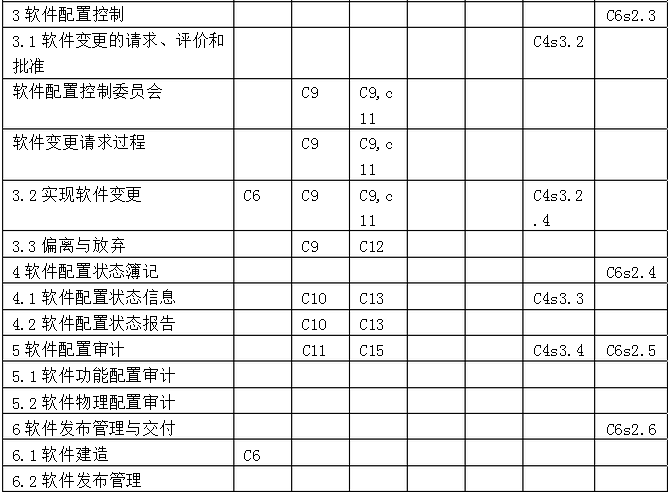 3 软件配置控制 C6s2.3
3.1 软件变更的请求、评价和 C4s3.2
批准
软件配置控制委员会 C9 C9,c
11
软件变更请求过程 C9 C9,c
11
3.2 实现软件变更 C6 C9 C9,c C4s3.2
11 .4
3.3 偏离与放弃 C9 C12
4 软件配置状态簿记 C6s2.4
4.1 软件配置状态信息 C10 C13 C4s3.3
4.2 软件配置状态报告 C10 C13
5 软件配置审计 C11 C15 C4s3.4 C6s2.5
5.1 软件功能配置审计
5.2 软件物理配置审计
6 软件发布管理与交付 C6s2.6
6.1 软件建造 C6
6.2 软件发布管理